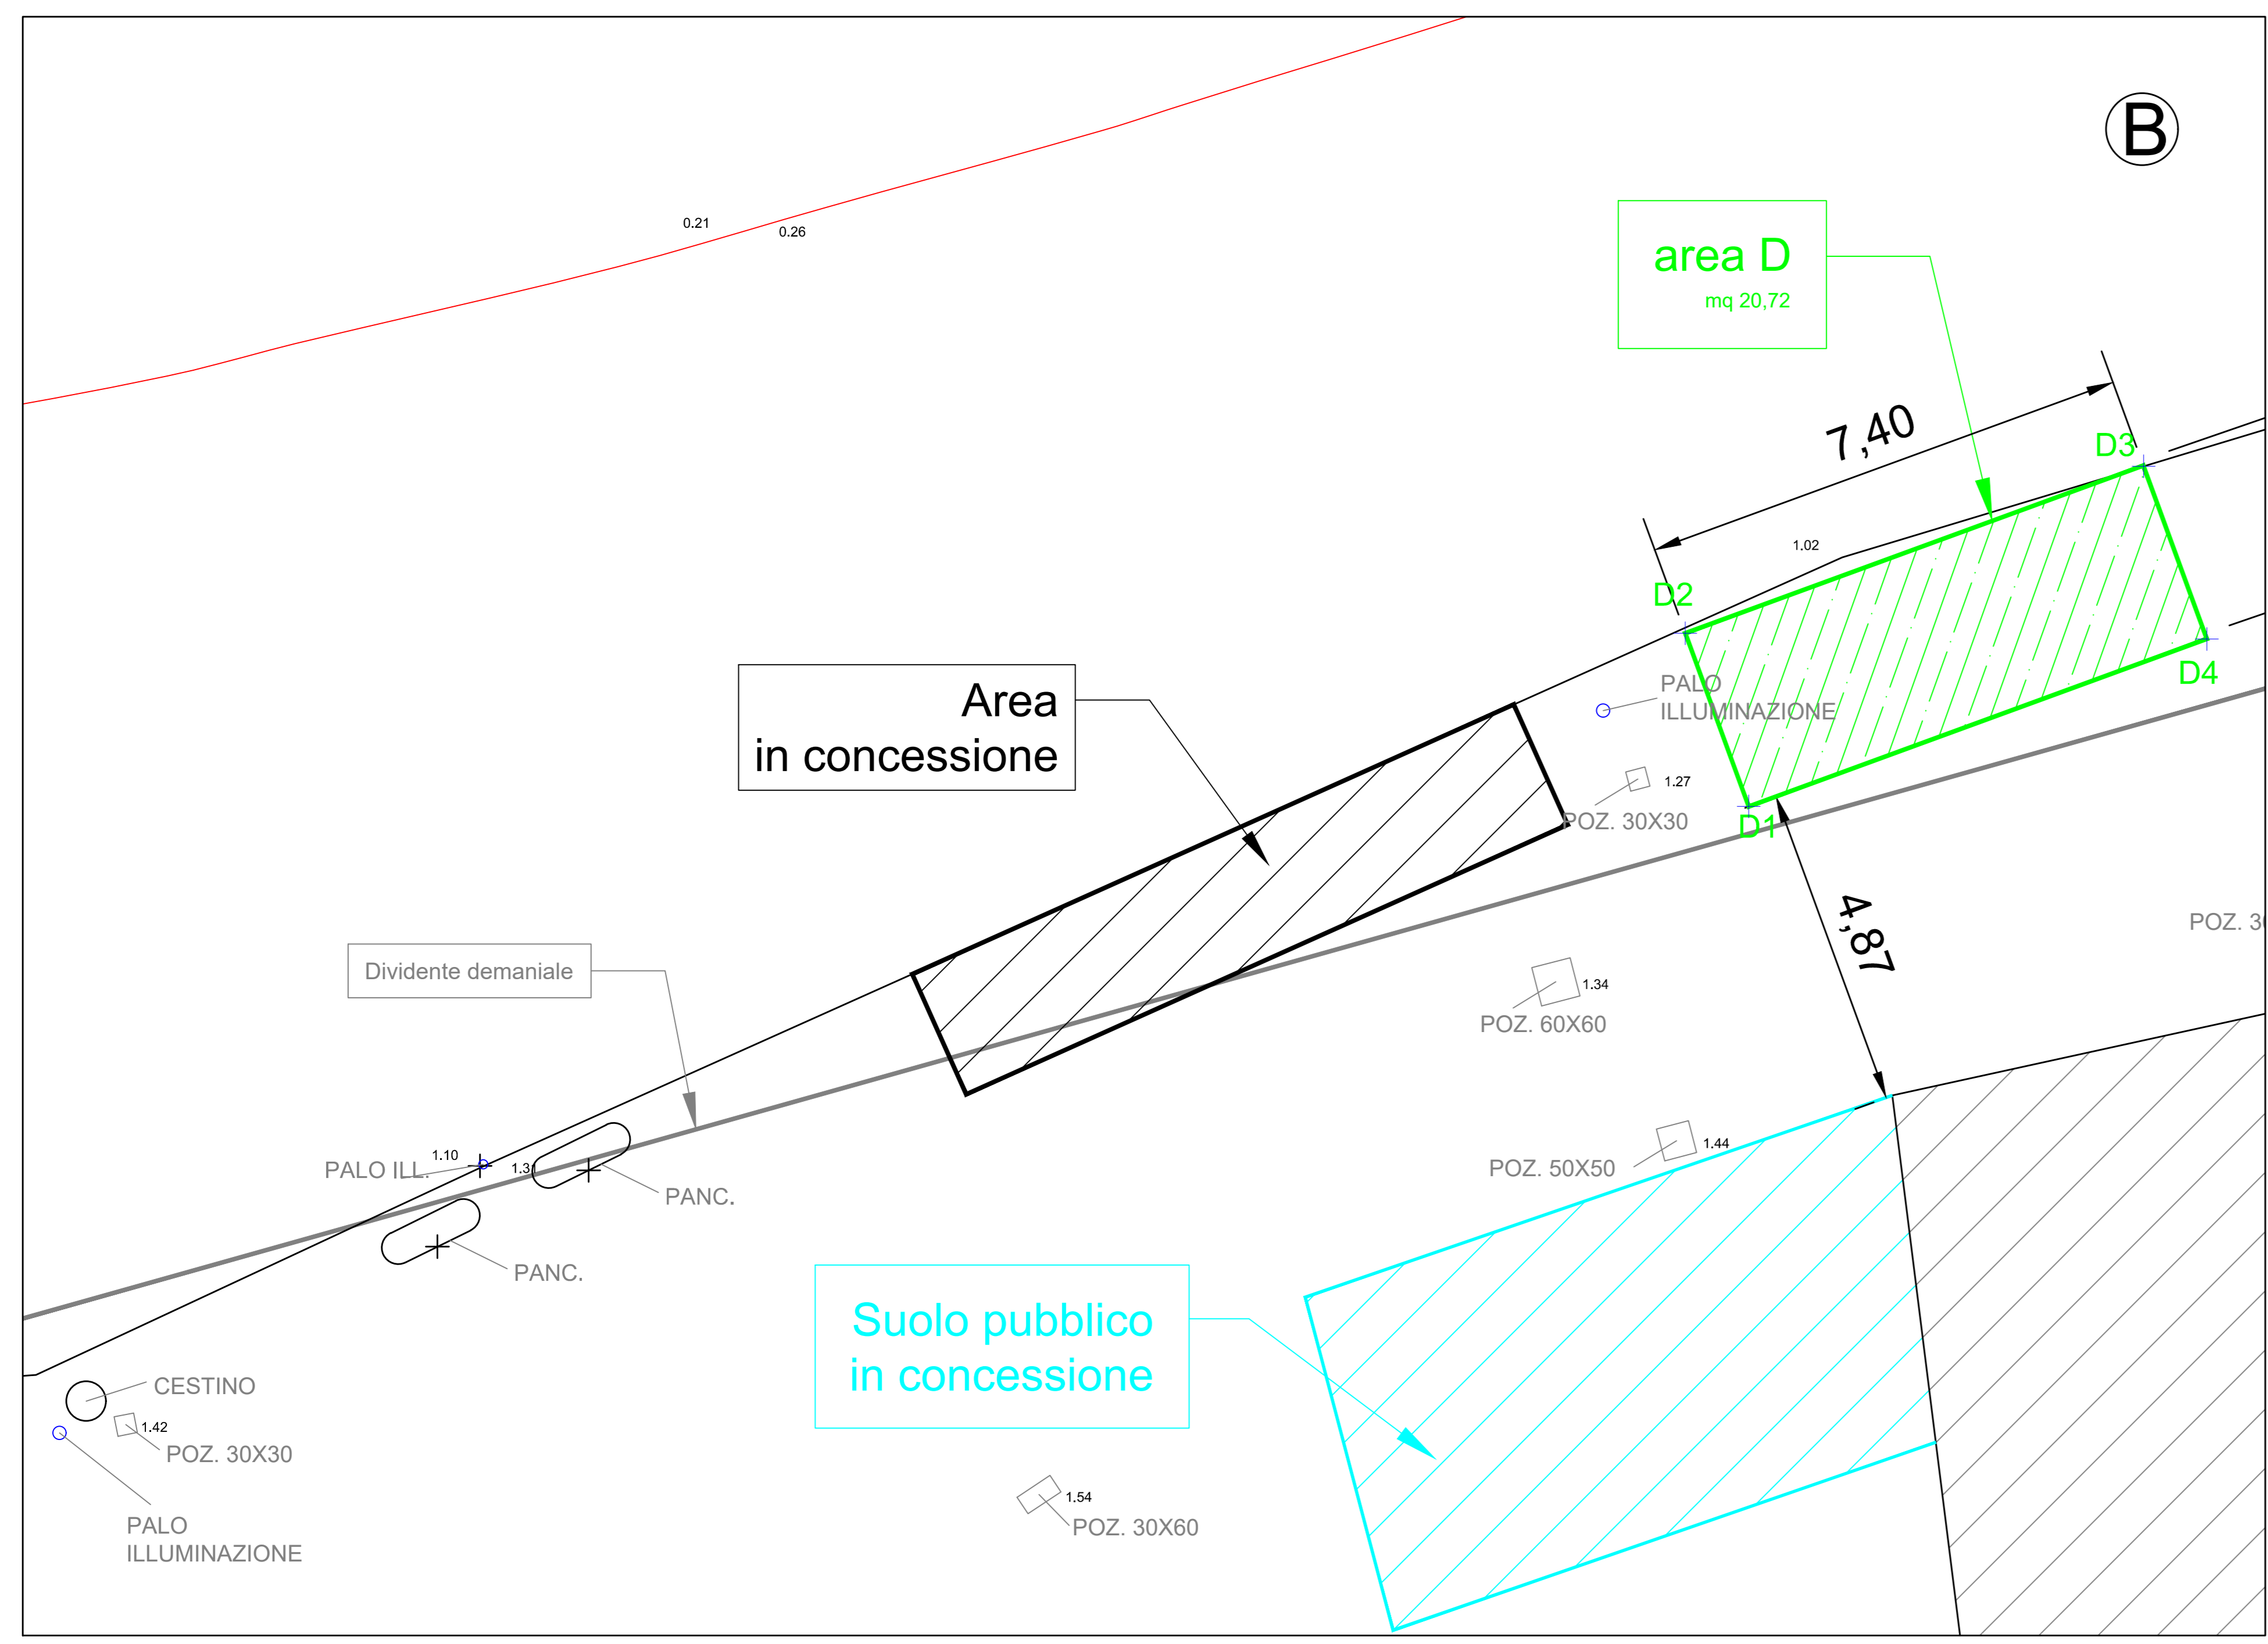 B
0.21
0.26
area D
mq 20,72
7,40
D3
1.02
D2
D4
PALO
ILLUMINAZIONE
Area
in concessione
1.27
POZ. 30X30
D1
4,87
POZ. 3
Dividente demaniale
1.34
POZ. 60X60
1.44
POZ. 50X50
1.10
PALO ILL.
1.31
PANC.
PANC.
Suolo pubblico
in concessione
CESTINO
1.42
POZ. 30X30
1.54
POZ. 30X60
PALO
ILLUMINAZIONE